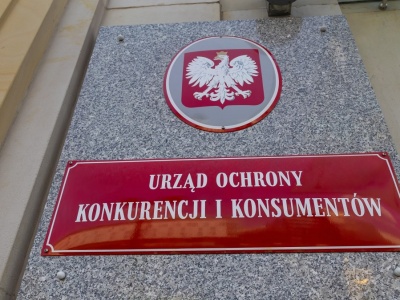 URZĄD OCHRONY
KONKURENCJI I KONSUMENTÓW